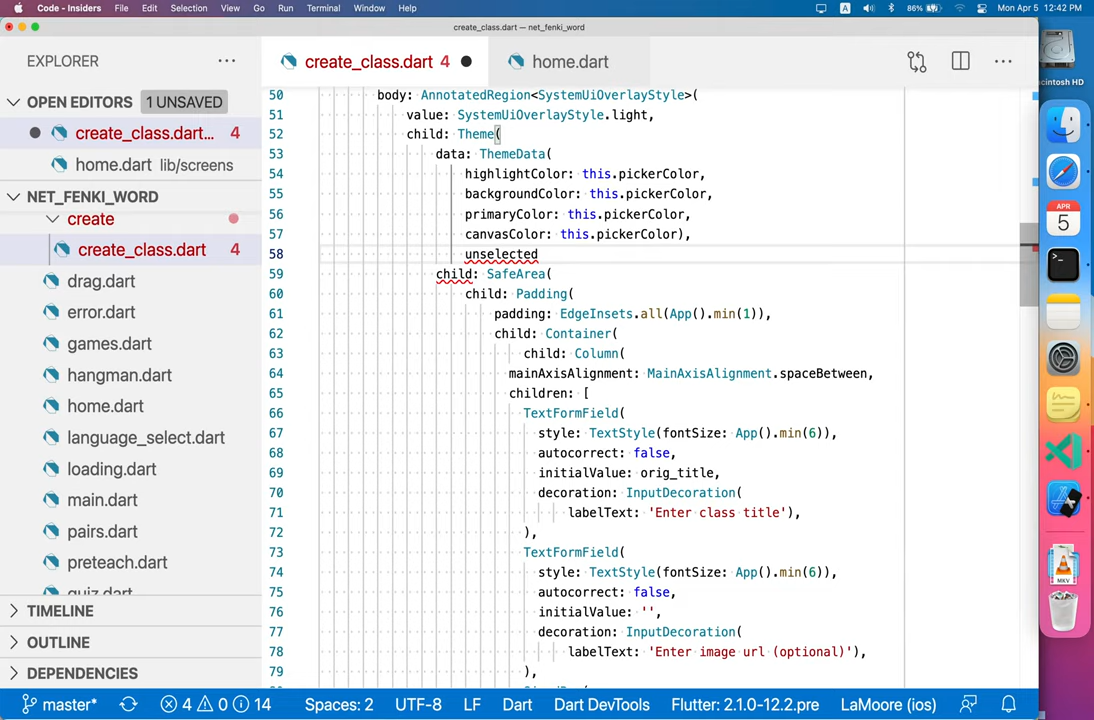 Code - Insiders File Edit Selection View Go Run Terminal Window Help A 86% Mon Apr 5 12:42 PM
create_class.dart — net_fenki_word
EXPLORER ···
create_class.dart 4 ●
home.dart
···
OPEN EDITORS 1 UNSAVED
create_class.dart... 4
home.dart lib/screens
NET_FENKI_WORD
create
create_class.dart 4
drag.dart
error.dart
games.dart
hangman.dart
home.dart
language_select.dart
loading.dart
main.dart
pairs.dart
preteach.dart
quiz.dart
TIMELINE
OUTLINE
DEPENDENCIES
50 body: AnnotatedRegion<SystemUiOverlayStyle>(
51 value: SystemUiOverlayStyle.light,
52 child: Theme(
53 data: ThemeData(
54 highlightColor: this.pickerColor,
55 backgroundColor: this.pickerColor,
56 primaryColor: this.pickerColor,
57 canvasColor: this.pickerColor),
58 unselected
59 child: SafeArea(
60 child: Padding(
61 padding: EdgeInsets.all(App().min(1)),
62 child: Container(
63 child: Column(
64 mainAxisAlignment: MainAxisAlignment.spaceBetween,
65 children: [
66 TextFormField(
67 style: TextStyle(fontSize: App().min(6)),
68 autocorrect: false,
69 initialValue: orig_title,
70 decoration: InputDecoration(
71 labelText: 'Enter class title'),
72 ),
73 TextFormField(
74 style: TextStyle(fontSize: App().min(6)),
75 autocorrect: false,
76 initialValue: '',
77 decoration: InputDecoration(
78 labelText: 'Enter image url (optional)'),
79 ),
acintosh HD
APR
5
MKV
master* 4 0 14 Spaces: 2 UTF-8 LF Dart Dart DevTools Flutter: 2.1.0-12.2.pre LaMoore (ios)